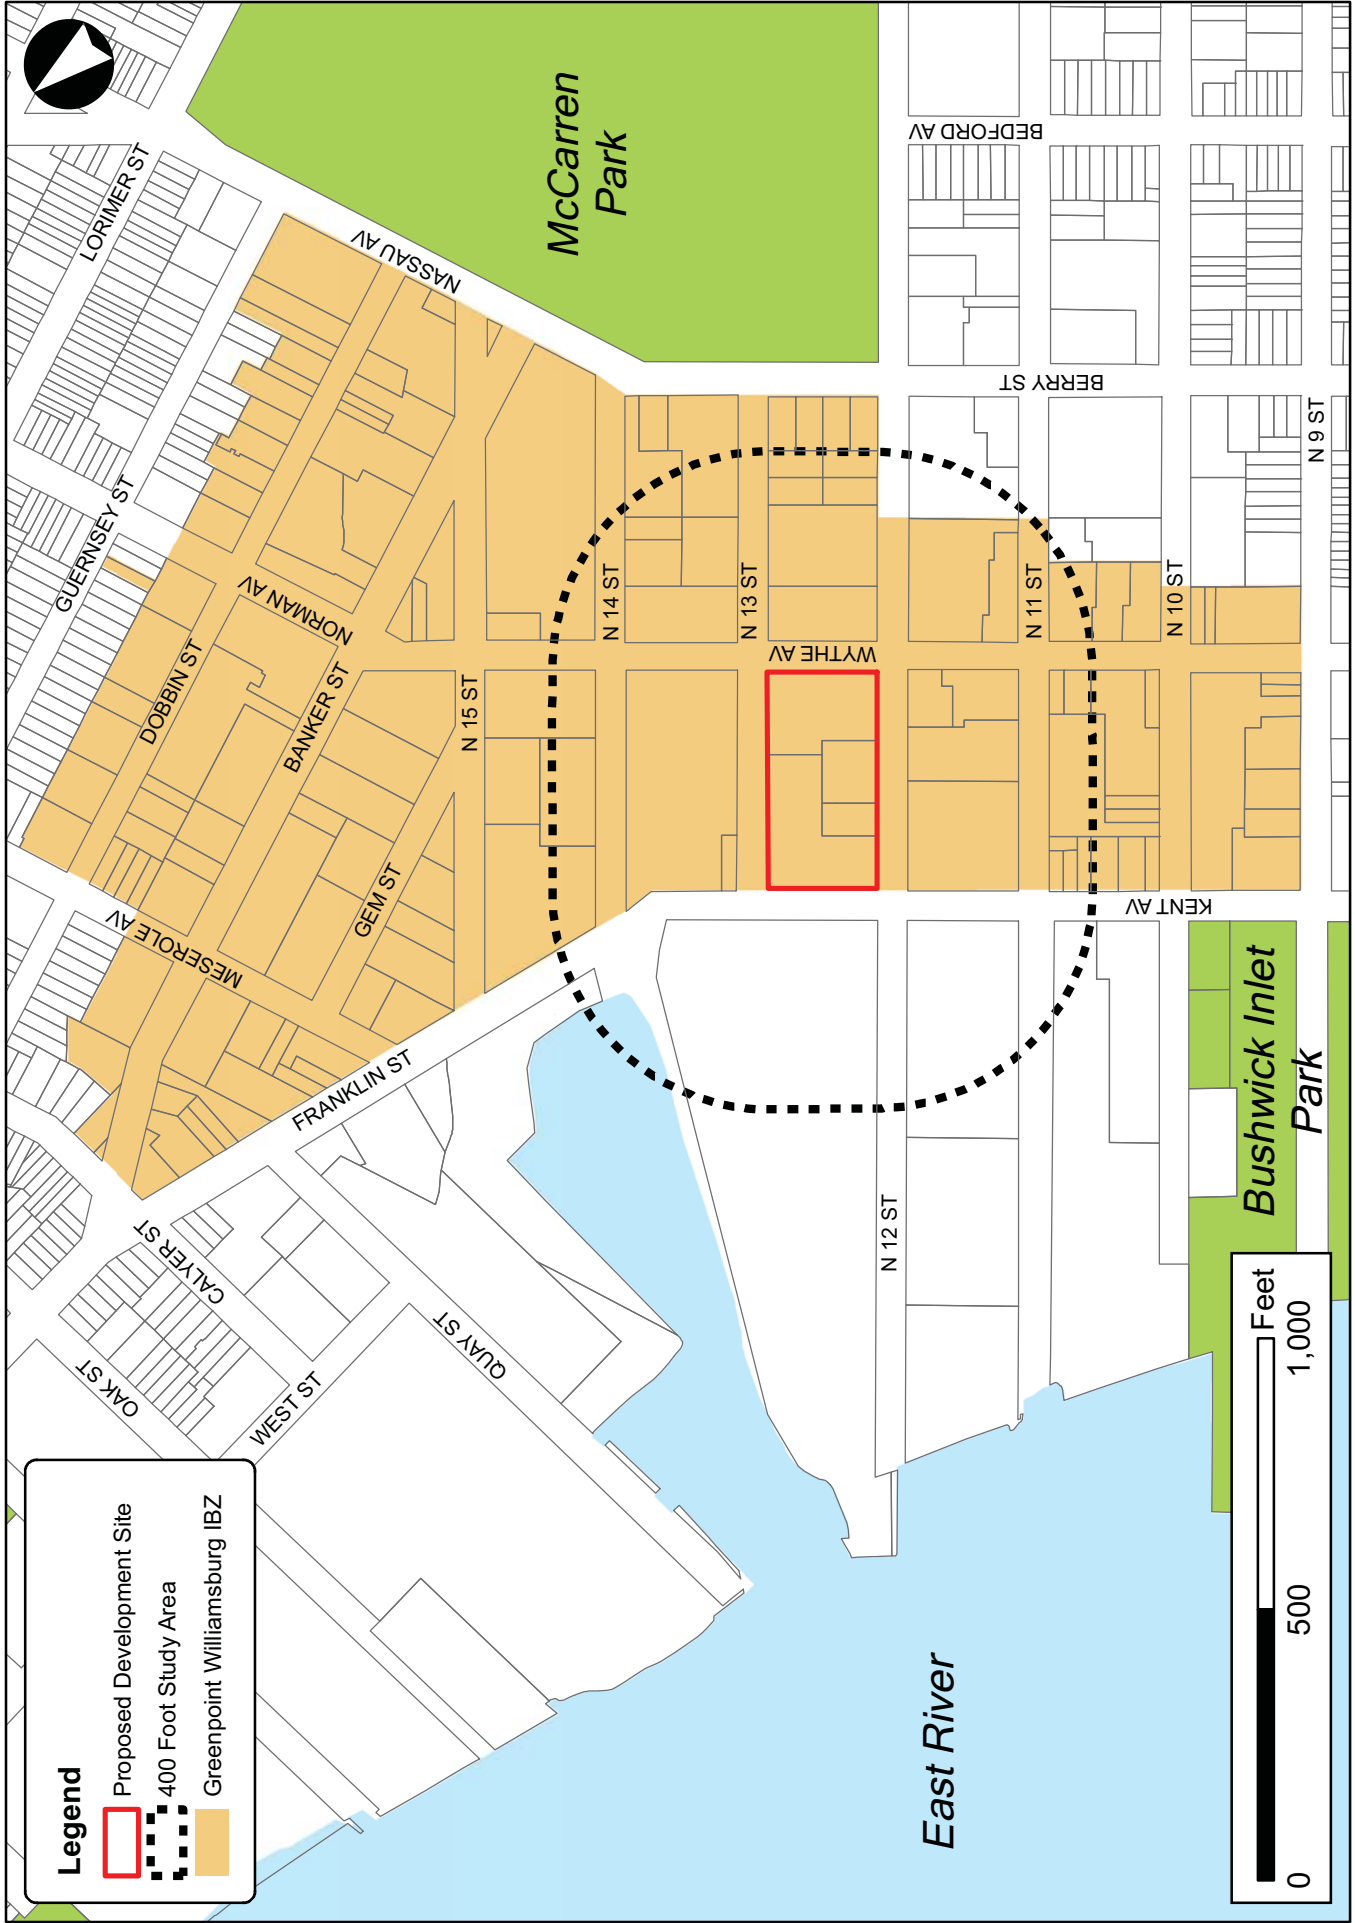 Legend
Proposed Development Site
400 Foot Study Area
Greenpoint Williamsburg IBZ
OAK ST
CALYER ST
WEST ST
QUAY ST
FRANKLIN ST
MESEROLE AV
GEM ST
BANKER ST
DOBBIN ST
NORMAN AV
GUERNSEY ST
LORIMER ST
NASSAU AV
McCarren
Park
N 15 ST
N 14 ST
N 13 ST
WYTHE AV
BEDFORD AV
BERRY ST
N 12 ST
N 11 ST
N 10 ST
N 9 ST
KENT AV
Bushwick Inlet
Park
East River
0
500
1,000
Feet